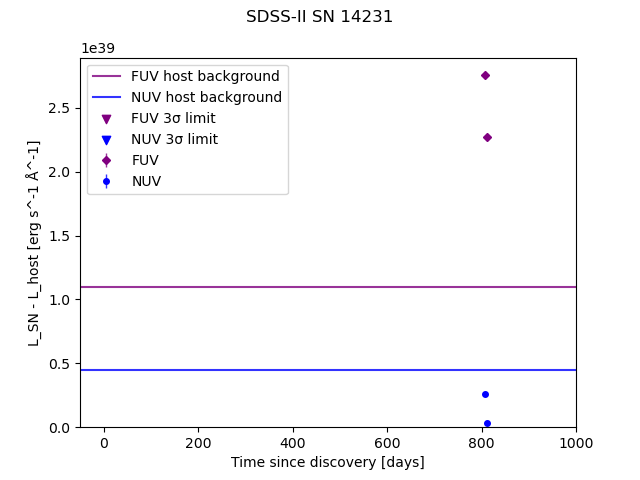 SDSS-II SN 14231
1e39
FUV host background
NUV host background
FUV 3σ limit
NUV 3σ limit
FUV
NUV
2.5
2.0
1.5
1.0
0.5
0.0
L_SN - L_host [erg s^-1 Å^-1]
0 200 400 600 800 1000
Time since discovery [days]